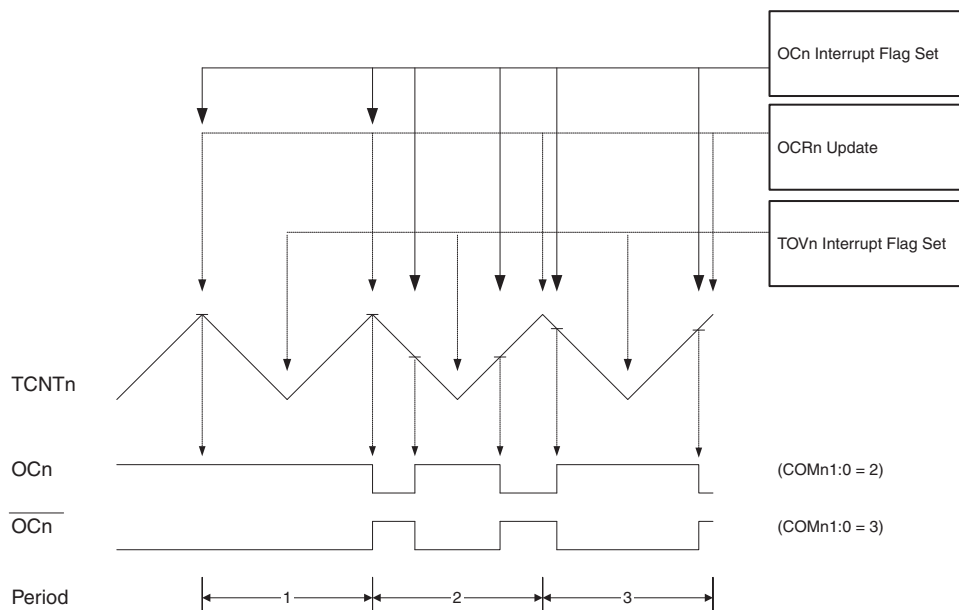 OCn Interrupt Flag Set
OCRn Update
TOVn Interrupt Flag Set
TCNTn
OCn
(COMn1:0 = 2)
OCn
(COMn1:0 = 3)
Period
1
2
3